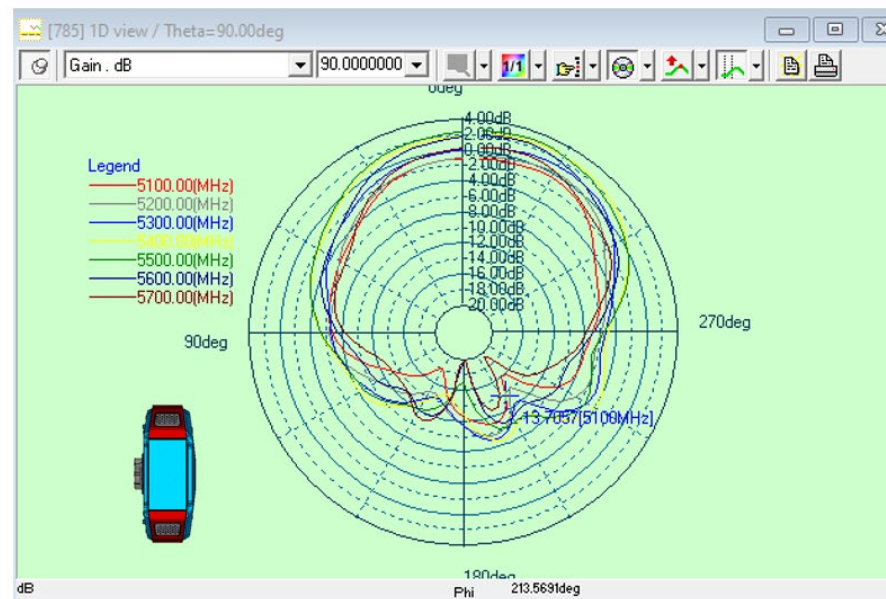 [785] 1D view / Theta=90.00deg
Gain . dB
90.0000000
1/1
0deg
4.00dB
2.00dB
0.00dB
-2.00dB
-4.00dB
-6.00dB
-8.00dB
-10.00dB
-12.00dB
-14.00dB
-16.00dB
-18.00dB
-20.00dB
Legend
5100.00(MHz)
5200.00(MHz)
5300.00(MHz)
5400.00(MHz)
5500.00(MHz)
5600.00(MHz)
5700.00(MHz)
270deg
90deg
-13.7057[5100MHz]
180deg
dB
Phi
213.5691deg